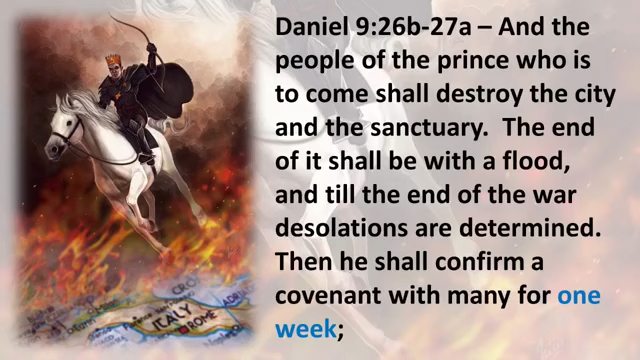 Daniel 9:26b-27a – And the
people of the prince who is
to come shall destroy the city
and the sanctuary.  The end
of it shall be with a flood,
and till the end of the war
desolations are determined.
Then he shall confirm a
covenant with many for one
week;
ITALY
ROME